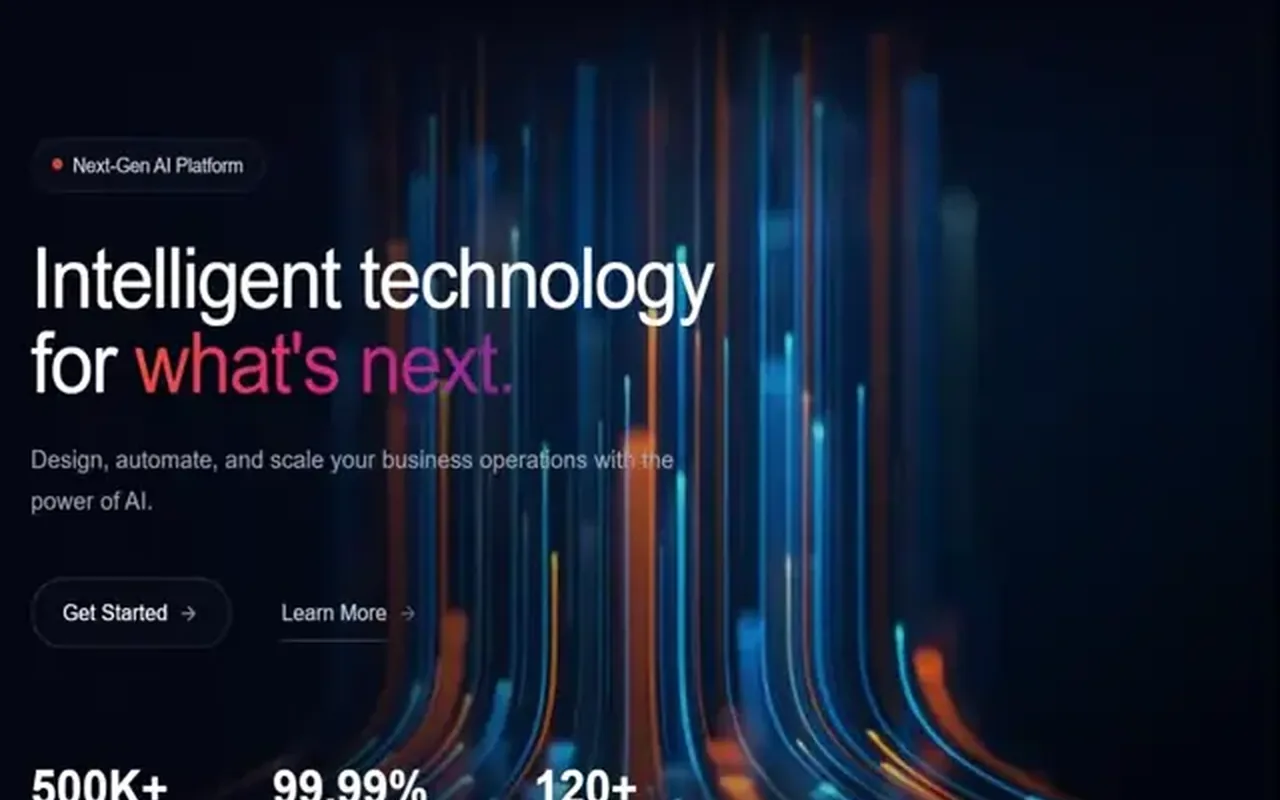 Next-Gen AI Platform
Intelligent technology
for what's next.
Design, automate, and scale your business operations with the
power of AI.
Get Started →
Learn More →
500K+
99.99%
120+